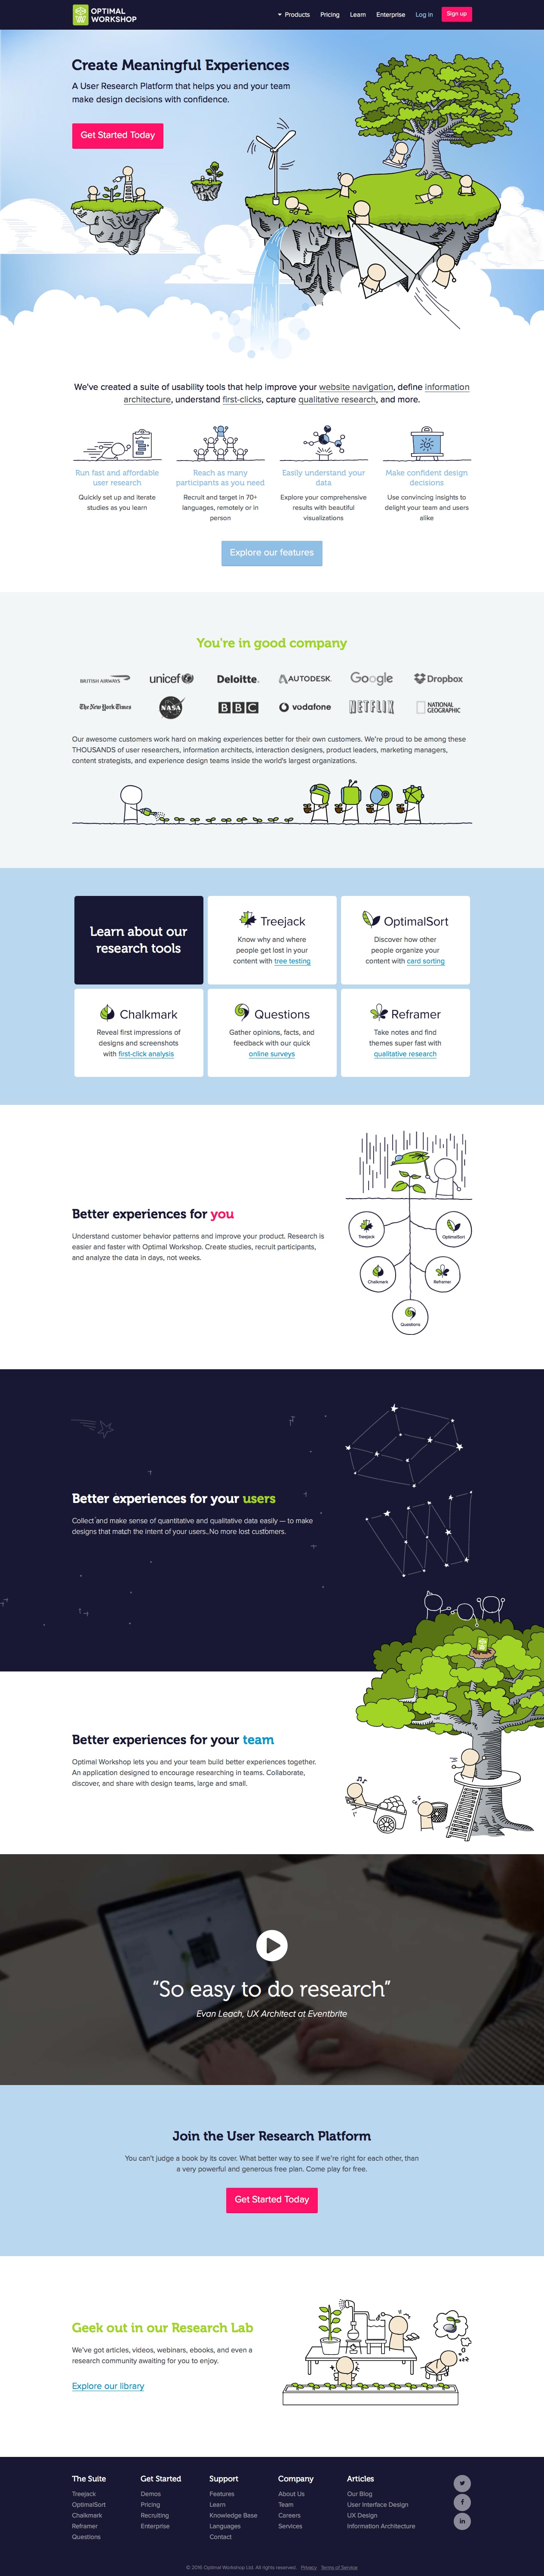 OPTIMAL
WORKSHOP
Products Pricing Learn Enterprise Log in Sign up
Create Meaningful Experiences
A User Research Platform that helps you and your team
make design decisions with confidence.
Get Started Today
We've created a suite of usability tools that help improve your website navigation, define information
architecture, understand first-clicks, capture qualitative research, and more.
Run fast and affordable
user research
Quickly set up and iterate
studies as you learn
Reach as many
participants as you need
Recruit and target in 70+
languages, remotely or in
person
Easily understand your
data
Explore your comprehensive
results with beautiful
visualizations
Make confident design
decisions
Use convincing insights to
delight your team and users
alike
Explore our features
You're in good company
BRITISH AIRWAYS unicef Deloitte. AUTODESK. Google Dropbox
The New York Times NASA BBC vodafone NETFLIX NATIONAL
GEOGRAPHIC
Our awesome customers work hard on making experiences better for their own customers. We're proud to be among these
THOUSANDS of user researchers, information architects, interaction designers, product leaders, marketing managers,
content strategists, and experience design teams inside the world's largest organizations.
Learn about our
research tools
Treejack
Know why and where
people get lost in your
content with tree testing
OptimalSort
Discover how other
people organize your
content with card sorting
Chalkmark
Reveal first impressions of
designs and screenshots
with first-click analysis
Questions
Gather opinions, facts, and
feedback with our quick
online surveys
Reframer
Take notes and find
themes super fast with
qualitative research
Better experiences for you
Understand customer behavior patterns and improve your product. Research is
easier and faster with Optimal Workshop. Create studies, recruit participants,
and analyze the data in days, not weeks.
Treejack
OptimalSort
Chalkmark
Reframer
Questions
Better experiences for your users
Collect and make sense of quantitative and qualitative data easily — to make
designs that match the intent of your users. No more lost customers.
Better experiences for your team
Optimal Workshop lets you and your team build better experiences together.
An application designed to encourage researching in teams. Collaborate,
discover, and share with design teams, large and small.
“So easy to do research”
Evan Leach, UX Architect at Eventbrite
Join the User Research Platform
You can't judge a book by its cover. What better way to see if we're right for each other, than
a very powerful and generous free plan. Come play for free.
Get Started Today
Geek out in our Research Lab
We've got articles, videos, webinars, ebooks, and even a
research community awaiting for you to enjoy.
Explore our library
The Suite
Treejack
OptimalSort
Chalkmark
Reframer
Questions
Get Started
Demos
Pricing
Recruiting
Enterprise
Support
Features
Learn
Knowledge Base
Languages
Contact
Company
About Us
Team
Careers
Services
Articles
Our Blog
User Interface Design
UX Design
Information Architecture
© 2016 Optimal Workshop Ltd. All rights reserved. Privacy Terms of Service